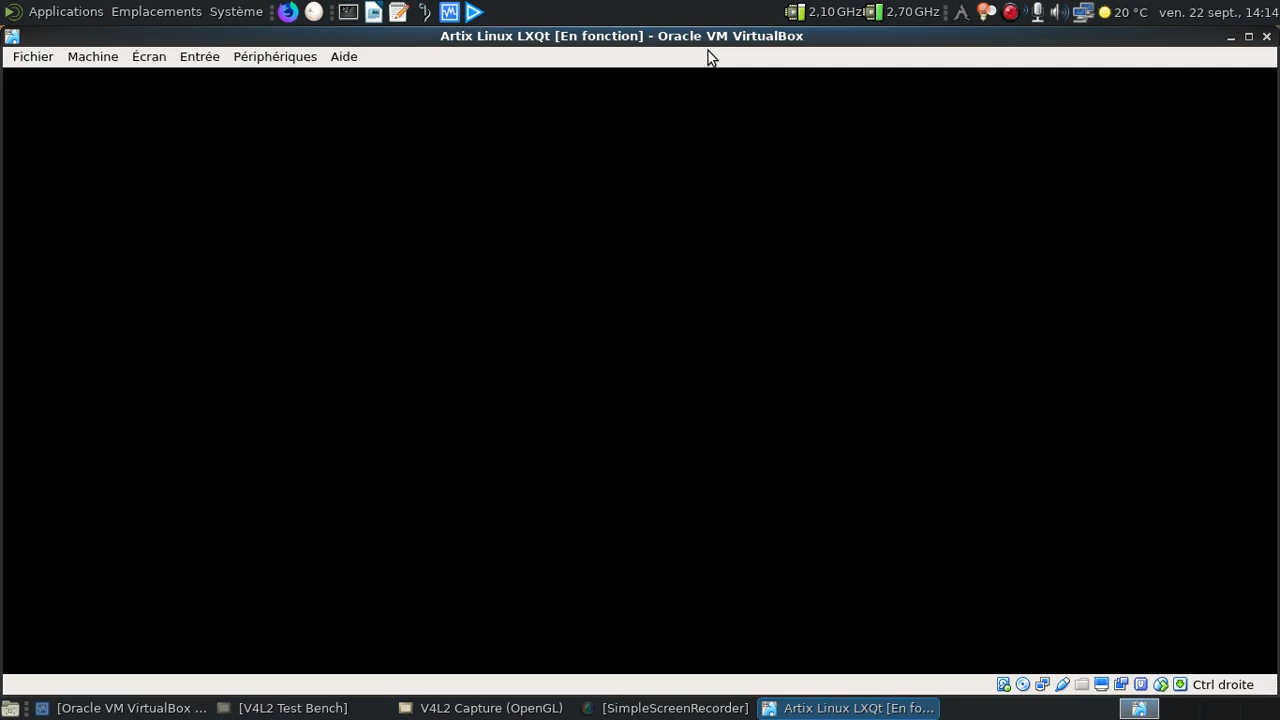 Applications Emplacements Système 2,10 GHz 2,70 GHz 20 °C ven. 22 sept., 14:14
Artix Linux LXQt [En fonction] - Oracle VM VirtualBox
Fichier Machine Écran Entrée Périphériques Aide
Ctrl droite
[Oracle VM VirtualBox ... [V4L2 Test Bench] V4L2 Capture (OpenGL) [SimpleScreenRecorder] Artix Linux LXQt [En fo...